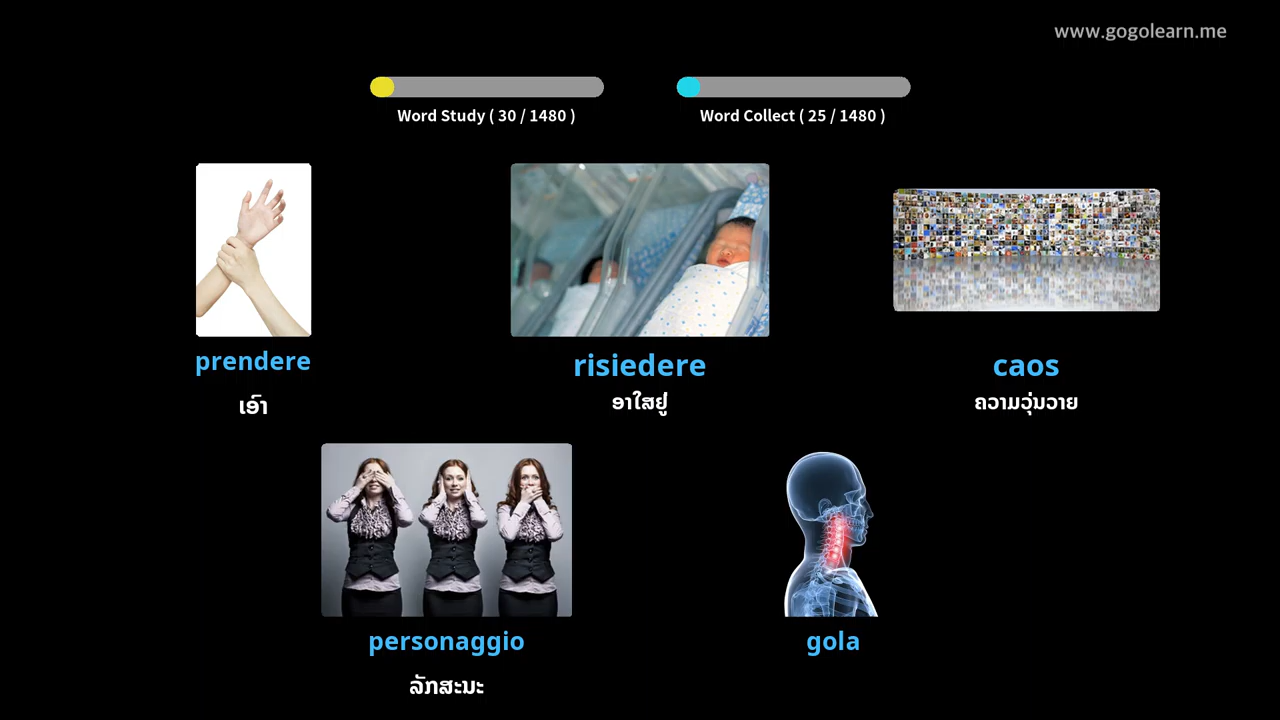 www.gogolearn.me
Word Study ( 30 / 1480 )
Word Collect ( 25 / 1480 )
prendere
ເອົາ
risiedere
ອາໃສຢູ່
caos
ຄວາມວຸ່ນວາຍ
personaggio
ລັກສະນະ
gola